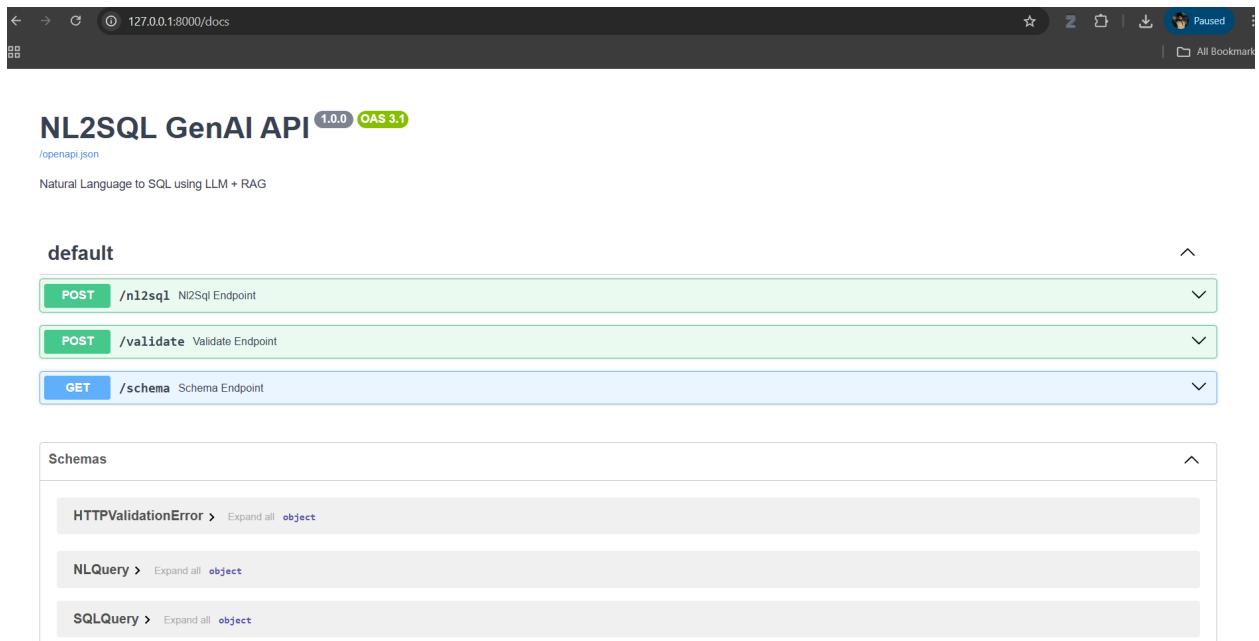 127.0.0.1:8000/docs
Paused
All Bookmark
NL2SQL GenAI API 1.0.0 OAS 3.1
/openapi.json
Natural Language to SQL using LLM + RAG
default
POST /nl2sql Nl2Sql Endpoint
POST /validate Validate Endpoint
GET /schema Schema Endpoint
Schemas
HTTPValidationError Expand all object
NLQuery Expand all object
SQLQuery Expand all object